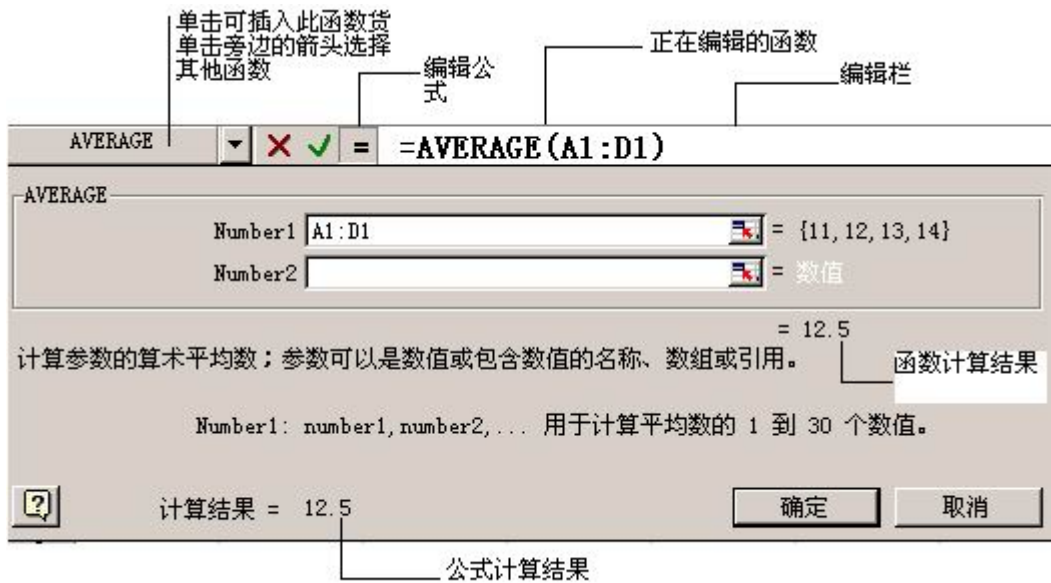 单击可插入此函数货
单击旁边的箭头选择
其他函数
编辑公
式
正在编辑的函数
编辑栏
AVERAGE
= =AVERAGE(A1:D1)
AVERAGE
Number1 A1:D1 = {11,12,13,14}
Number2 = 数值
= 12.5
计算参数的算术平均数；参数可以是数值或包含数值的名称、数组或引用。
函数计算结果
Number1: number1,number2,... 用于计算平均数的 1 到 30 个数值。
计算结果 = 12.5
确定
取消
公式计算结果